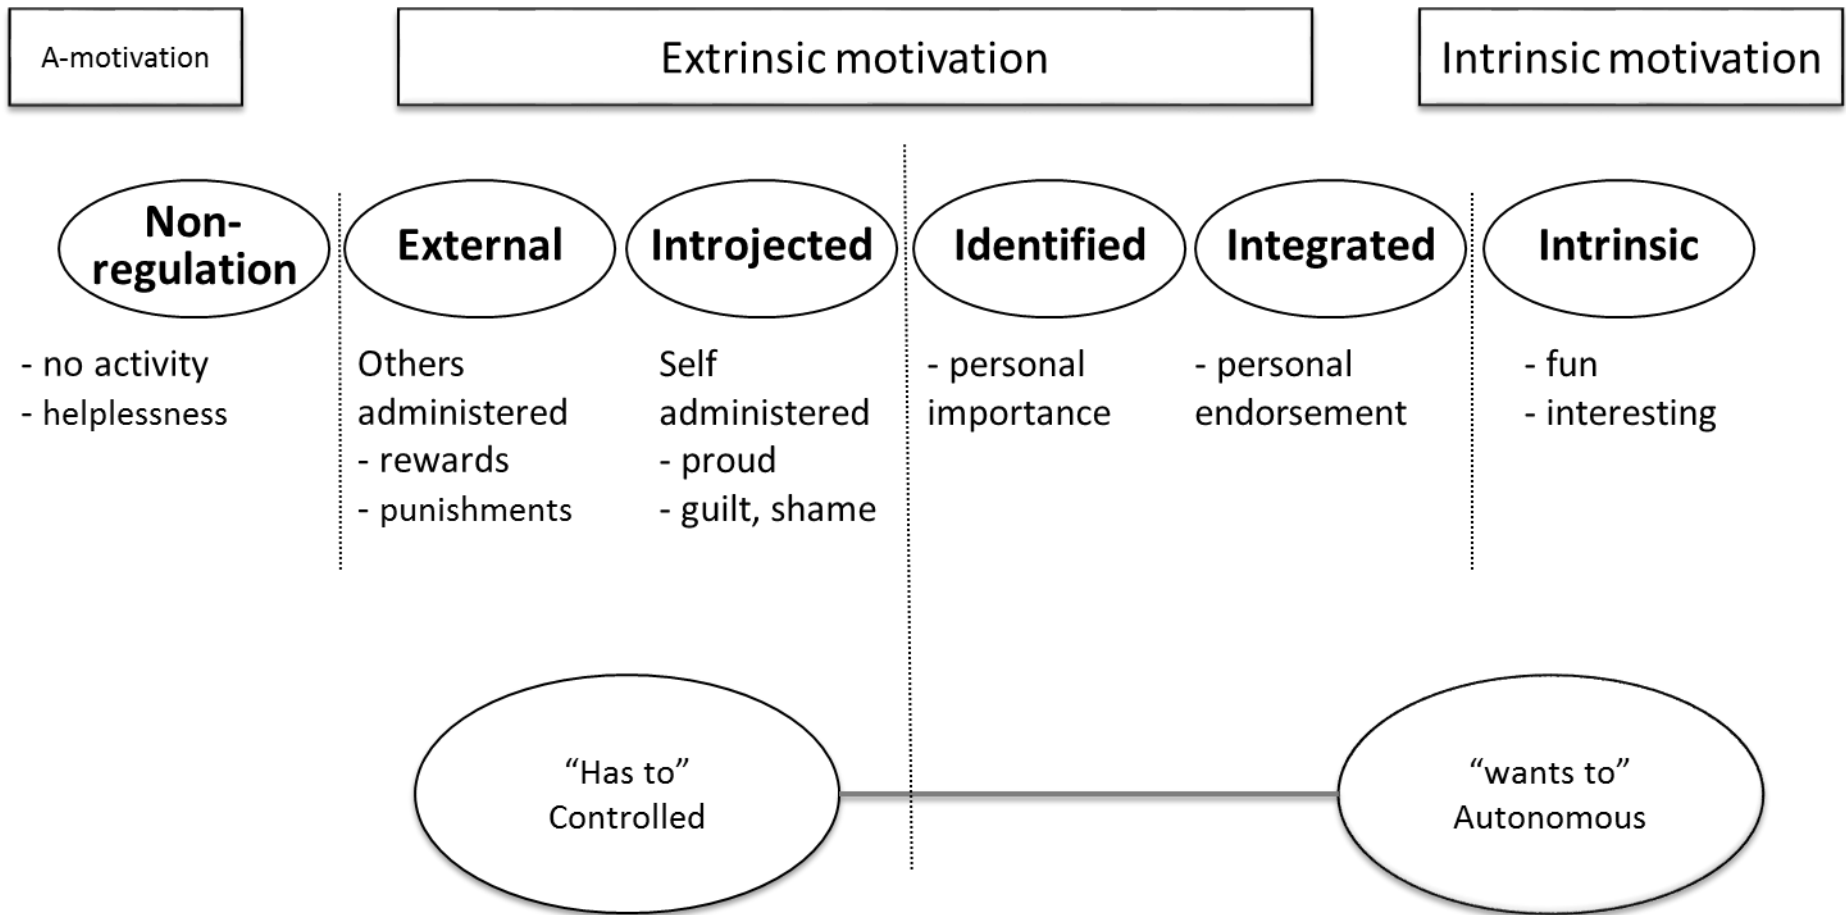 A-motivation
Extrinsic motivation
Intrinsic motivation
Non-
regulation
External
Introjected
Identified
Integrated
Intrinsic
- no activity
- helplessness
Others
administered
- rewards
- punishments
Self
administered
- proud
- guilt, shame
- personal
importance
- personal
endorsement
- fun
- interesting
“Has to”
Controlled
“wants to”
Autonomous